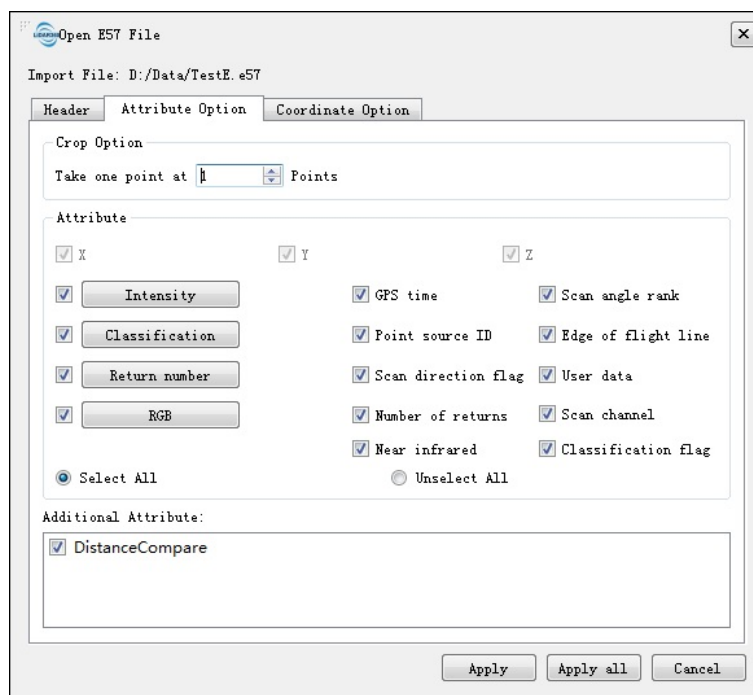 Open E57 File
Import File: D:/Data/TestE.e57
Header Attribute Option Coordinate Option
Crop Option
Take one point at 1 Points
Attribute
X Y Z
Intensity GPS time Scan angle rank
Classification Point source ID Edge of flight line
Return number Scan direction flag User data
RGB Number of returns Scan channel
Near infrared Classification flag
Select All Unselect All
Additional Attribute:
DistanceCompare
Apply Apply all Cancel